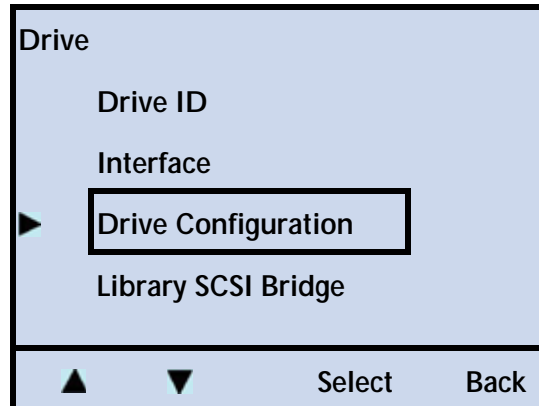 Drive
Drive ID
Interface
Drive Configuration
Library SCSI Bridge
Select Back